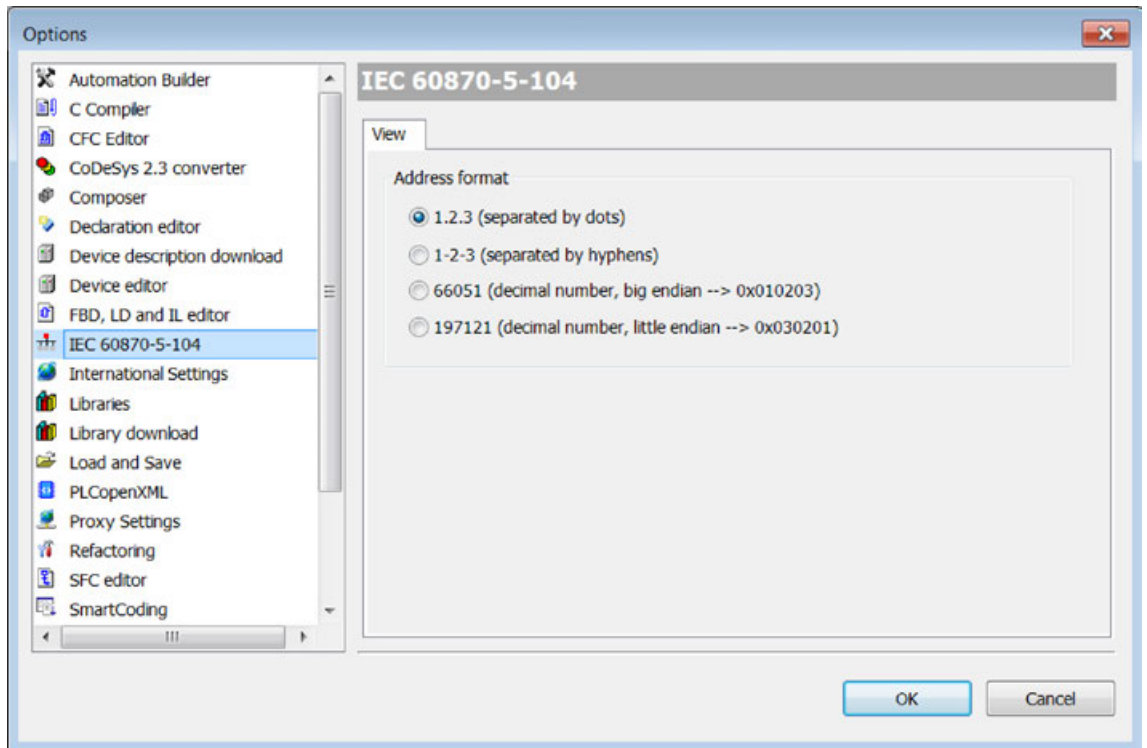 Options
Automation Builder
C Compiler
CFC Editor
CoDeSys 2.3 converter
Composer
Declaration editor
Device description download
Device editor
FBD, LD and IL editor
IEC 60870-5-104
International Settings
Libraries
Library download
Load and Save
PLCopenXML
Proxy Settings
Refactoring
SFC editor
SmartCoding
IEC 60870-5-104
View
Address format
1.2.3 (separated by dots)
1-2-3 (separated by hyphens)
66051 (decimal number, big endian --> 0x010203)
197121 (decimal number, little endian --> 0x030201)
OK
Cancel